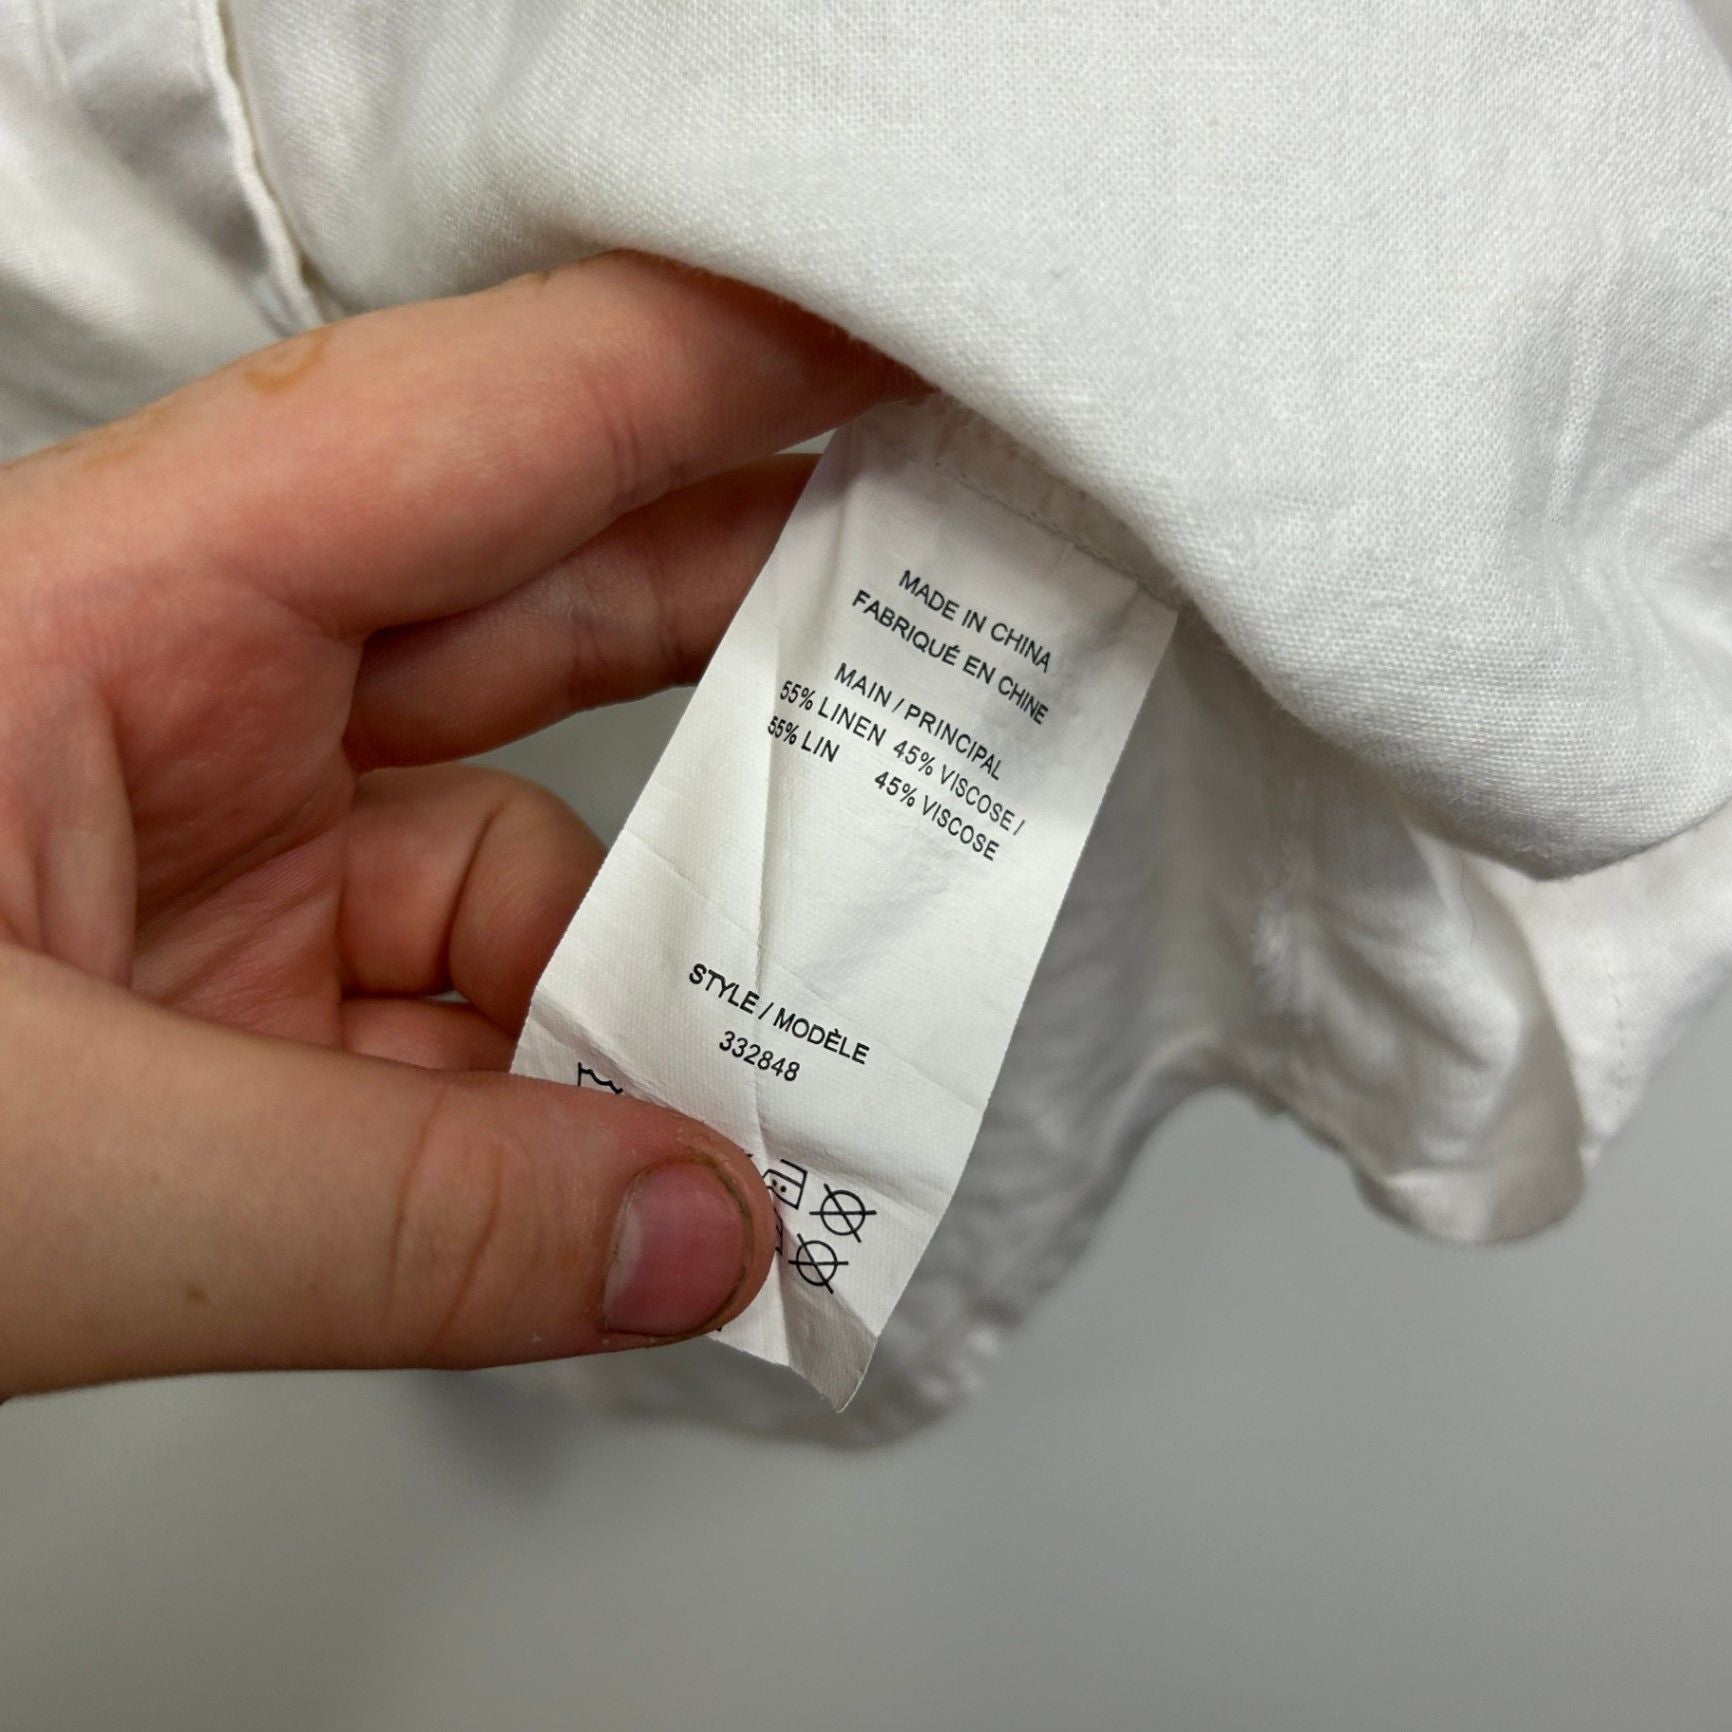 MADE IN CHINA
FABRIQUÉ EN CHINE
MAIN / PRINCIPAL
55% LINEN 45% VISCOSE /
55% LIN 45% VISCOSE
STYLE / MODÈLE
332848